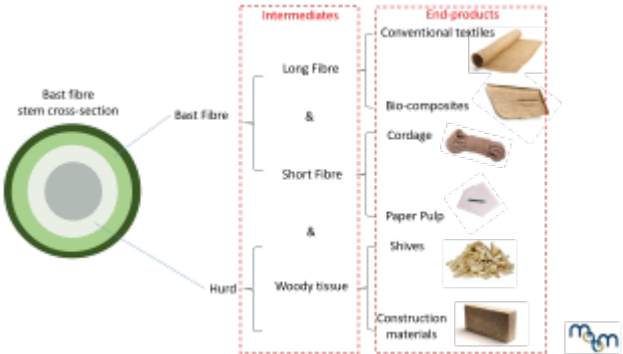 Intermediates
End-products
Conventional textiles
Long Fibre
Bast fibre
stem cross-section
Bast Fibre
&
Bio-composites
Cordage
Short Fibre
Paper Pulp
&
Shives
Hurd
Woody tissue
Construction
materials